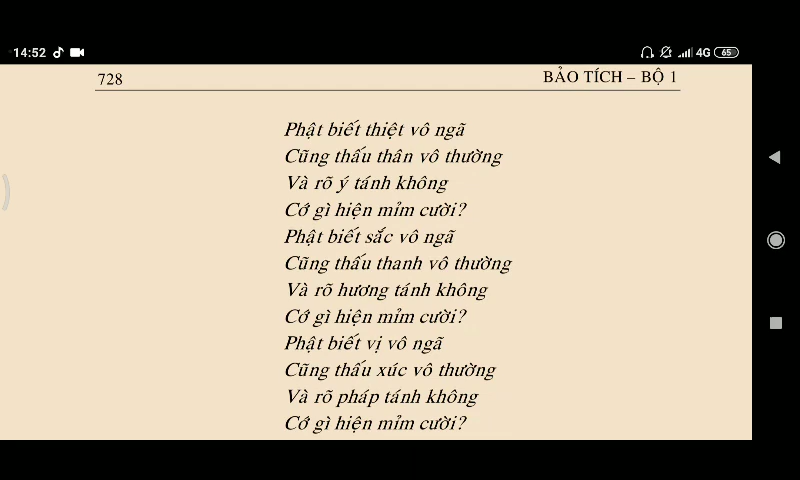 14:52
4G 65
728 BẢO TÍCH – BỘ 1
Phật biết thiệt vô ngã
Cũng thấu thân vô thường
Và rõ ý tánh không
Cớ gì hiện mỉm cười?
Phật biết sắc vô ngã
Cũng thấu thanh vô thường
Và rõ hương tánh không
Cớ gì hiện mỉm cười?
Phật biết vị vô ngã
Cũng thấu xúc vô thường
Và rõ pháp tánh không
Cớ gì hiện mỉm cười?